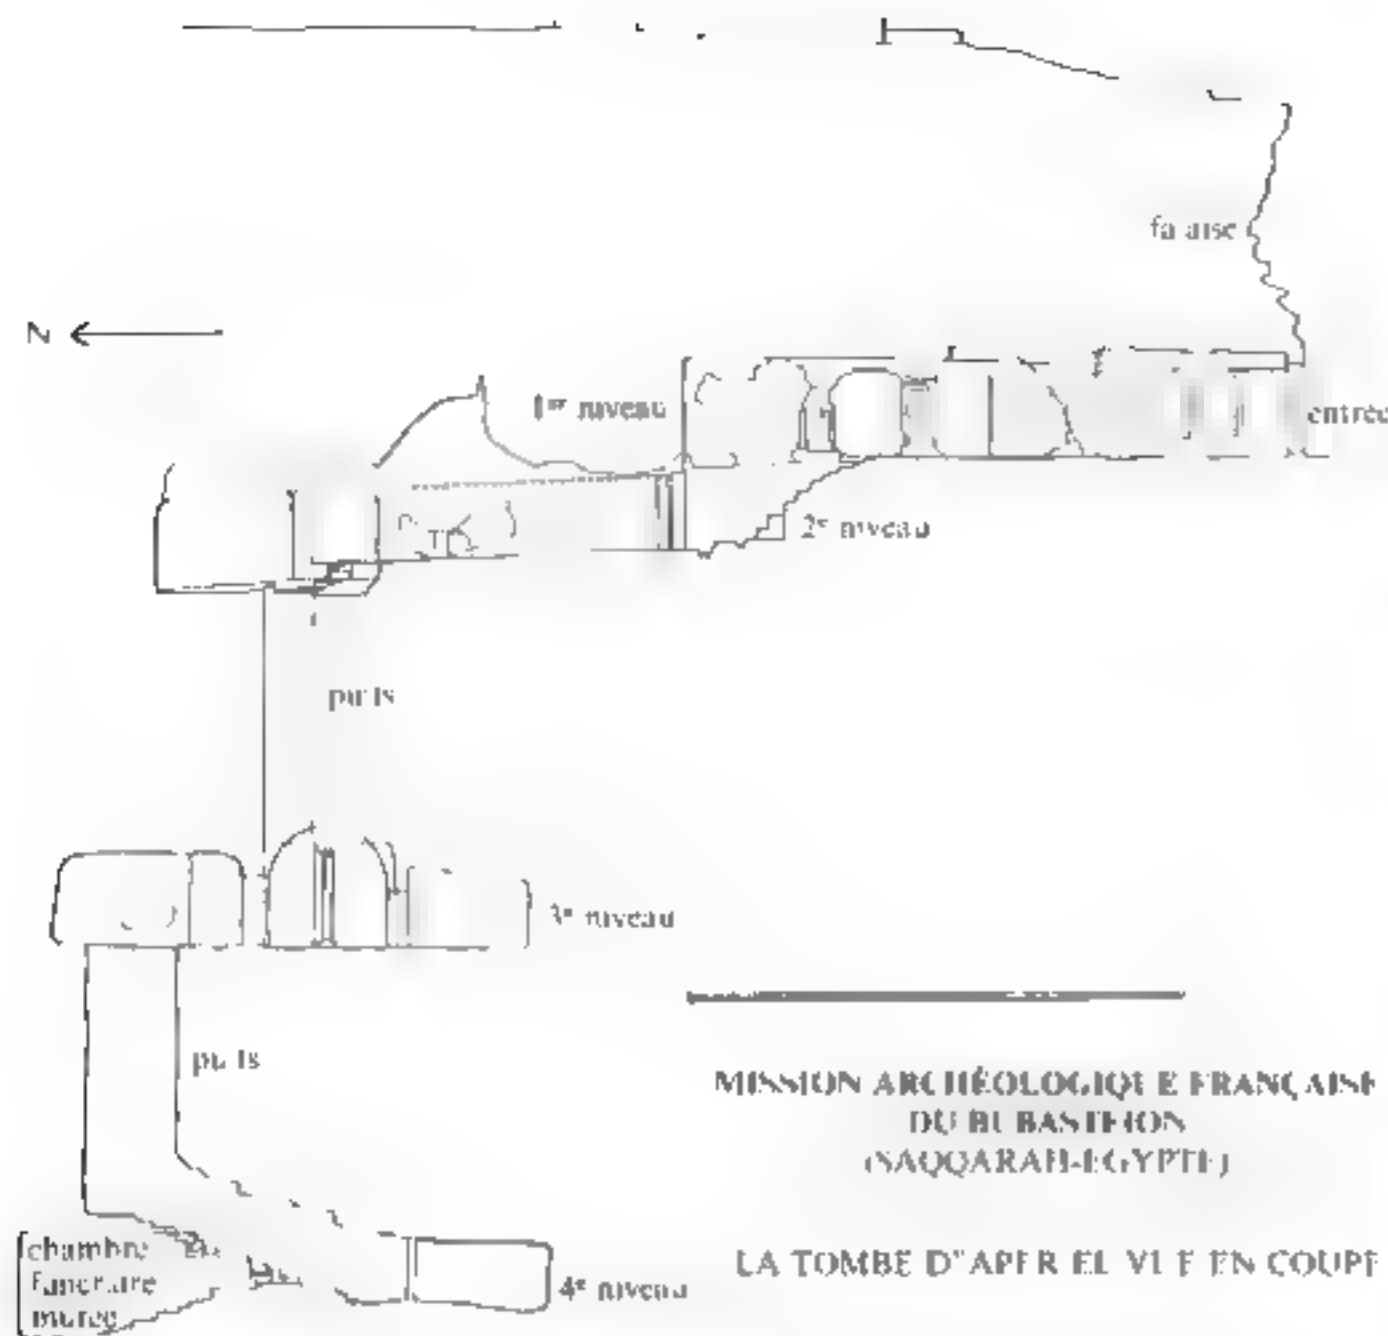 falaise
N
1er niveau
entrée
2e niveau
puits
3e niveau
puits
MISSION ARCHÉOLOGIQUE FRANÇAISE
DU BUBASTEION
(SAQQARAH-EGYPTE)
chambre
funéraire
murée
4e niveau
LA TOMBE D'APER EL VUE EN COUPE